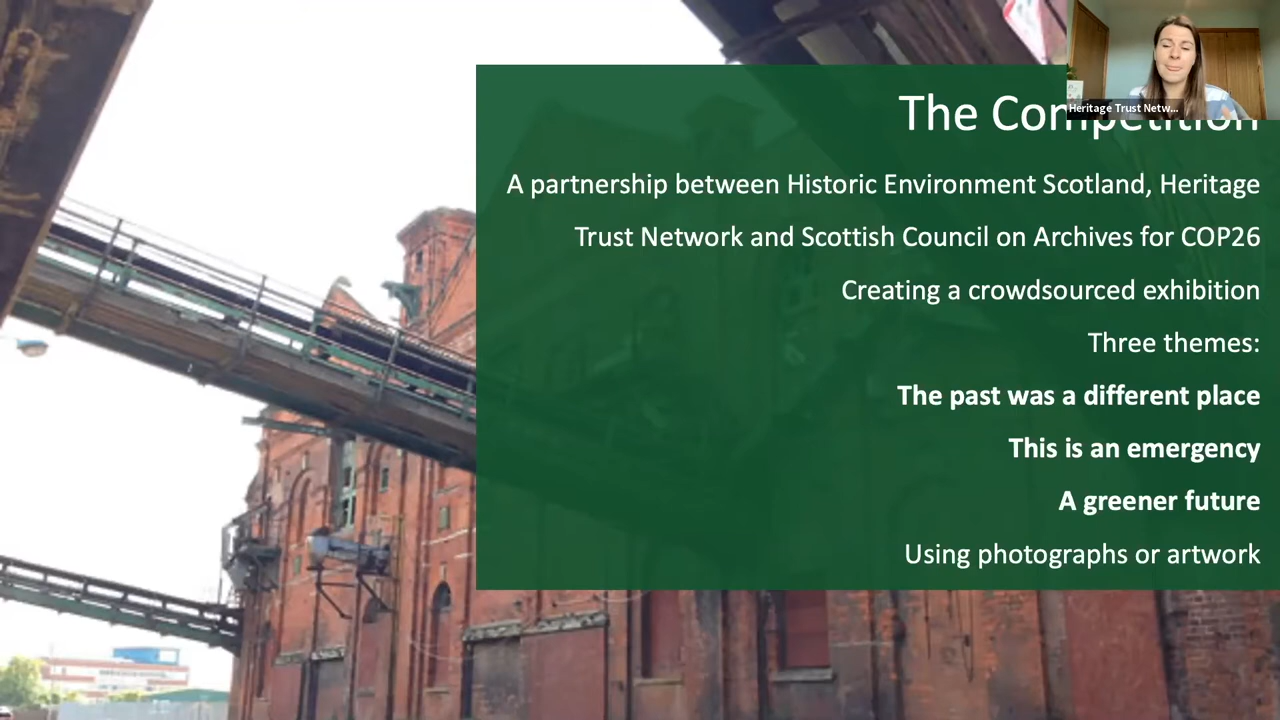 The Competition
Heritage Trust Netw...
A partnership between Historic Environment Scotland, Heritage
Trust Network and Scottish Council on Archives for COP26
Creating a crowdsourced exhibition
Three themes:
The past was a different place
This is an emergency
A greener future
Using photographs or artwork